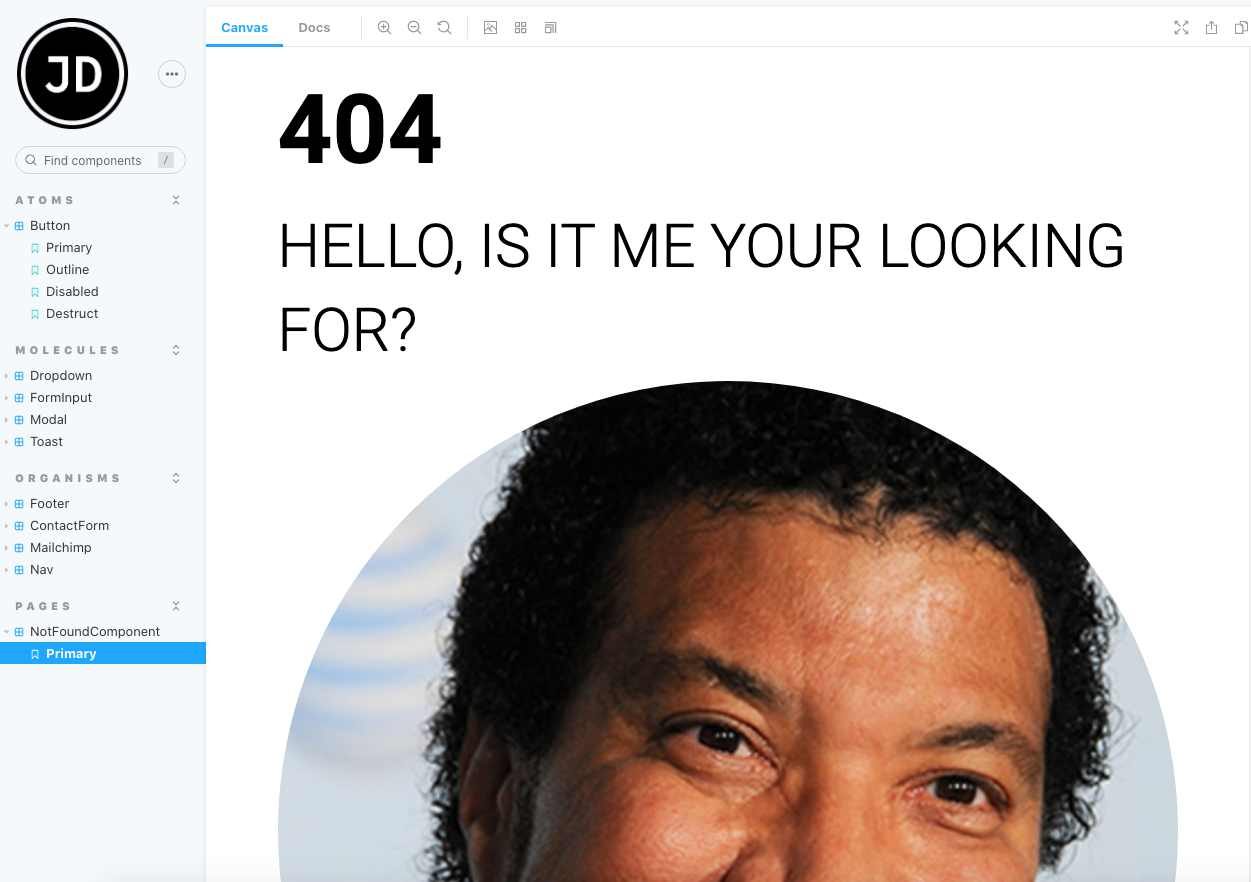 JD
Find components /
ATOMS
Button
Primary
Outline
Disabled
Destruct
MOLECULES
Dropdown
FormInput
Modal
Toast
ORGANISMS
Footer
ContactForm
Mailchimp
Nav
PAGES
NotFoundComponent
Primary
Canvas Docs
404
HELLO, IS IT ME YOUR LOOKING
FOR?